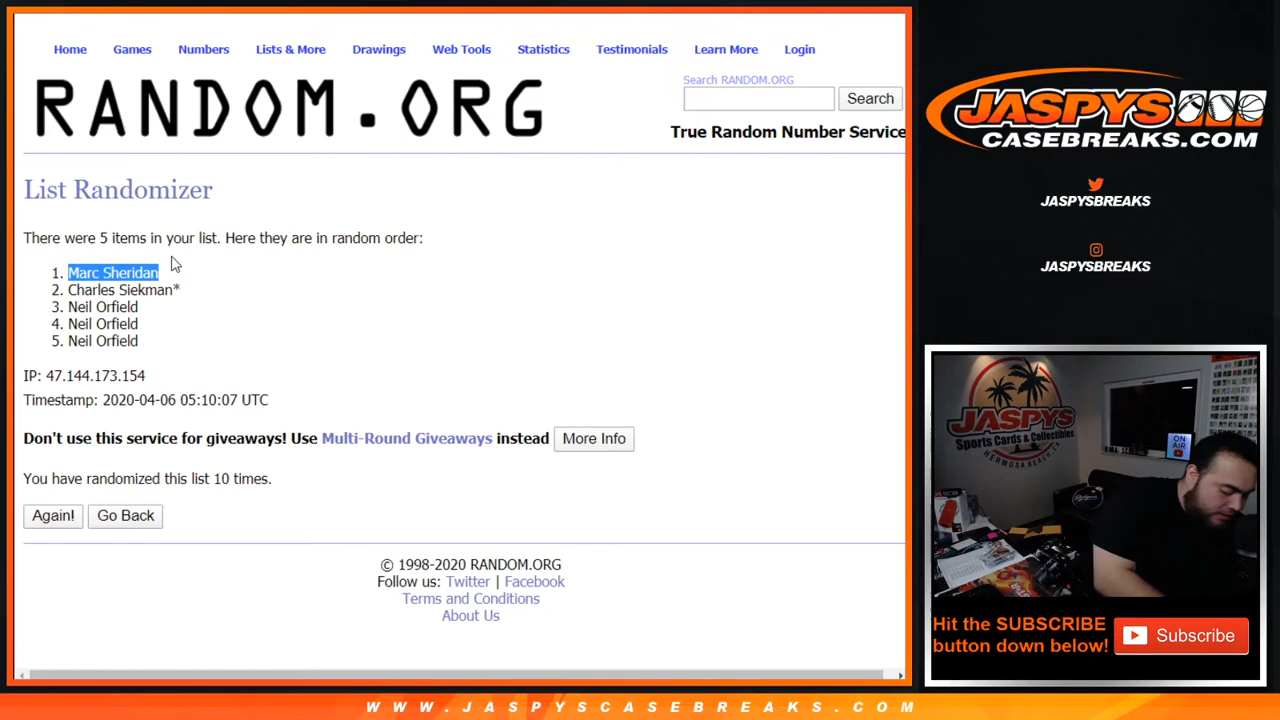 Home Games Numbers Lists & More Drawings Web Tools Statistics Testimonials Learn More Login
RANDOM.ORG
Search RANDOM.ORG
Search
True Random Number Service
List Randomizer
There were 5 items in your list. Here they are in random order:
1. Marc Sheridan
2. Charles Siekman*
3. Neil Orfield
4. Neil Orfield
5. Neil Orfield
IP: 47.144.173.154
Timestamp: 2020-04-06 05:10:07 UTC
Don't use this service for giveaways! Use Multi-Round Giveaways instead More Info
You have randomized this list 10 times.
Again! Go Back
© 1998-2020 RANDOM.ORG
Follow us: Twitter | Facebook
Terms and Conditions
About Us
JASPYS
CASEBREAKS.COM
JASPYSBREAKS
JASPYSBREAKS
JASPYS
Sports Cards & Collectibles
HERMOSA BEACH, CA
ON AIR
Hit the SUBSCRIBE
button down below!
Subscribe
WWW.JASPYSCASEBREAKS.COM